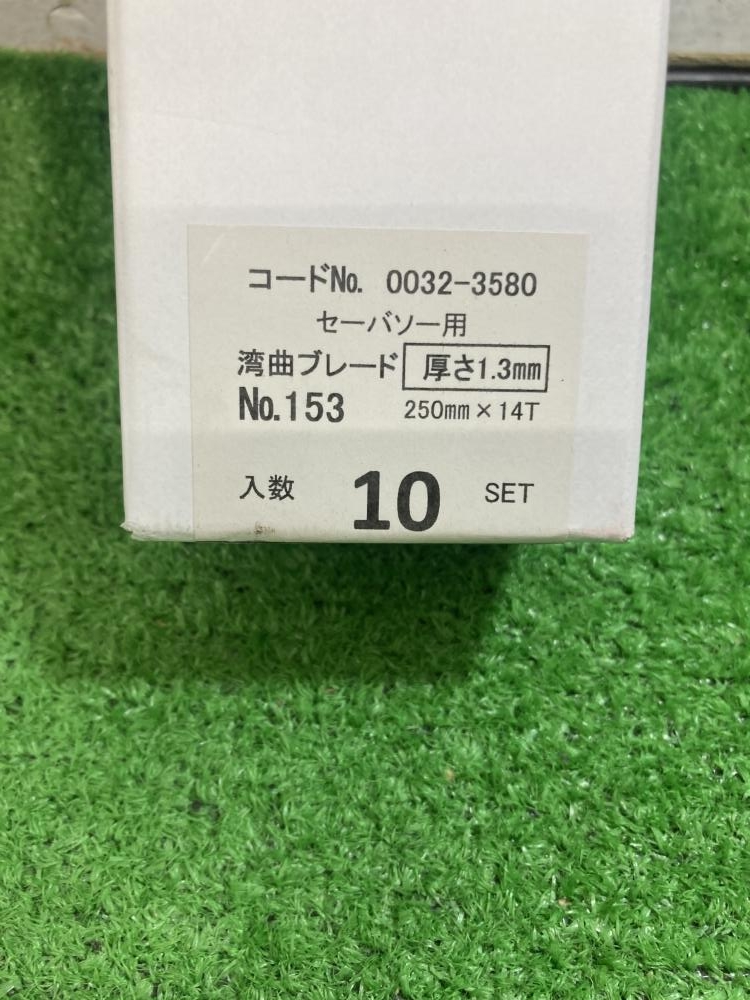 コードNo. 0032-3580
セーバソー用
湾曲ブレード 厚さ1.3mm
No.153 250mm×14T
入数 10 SET